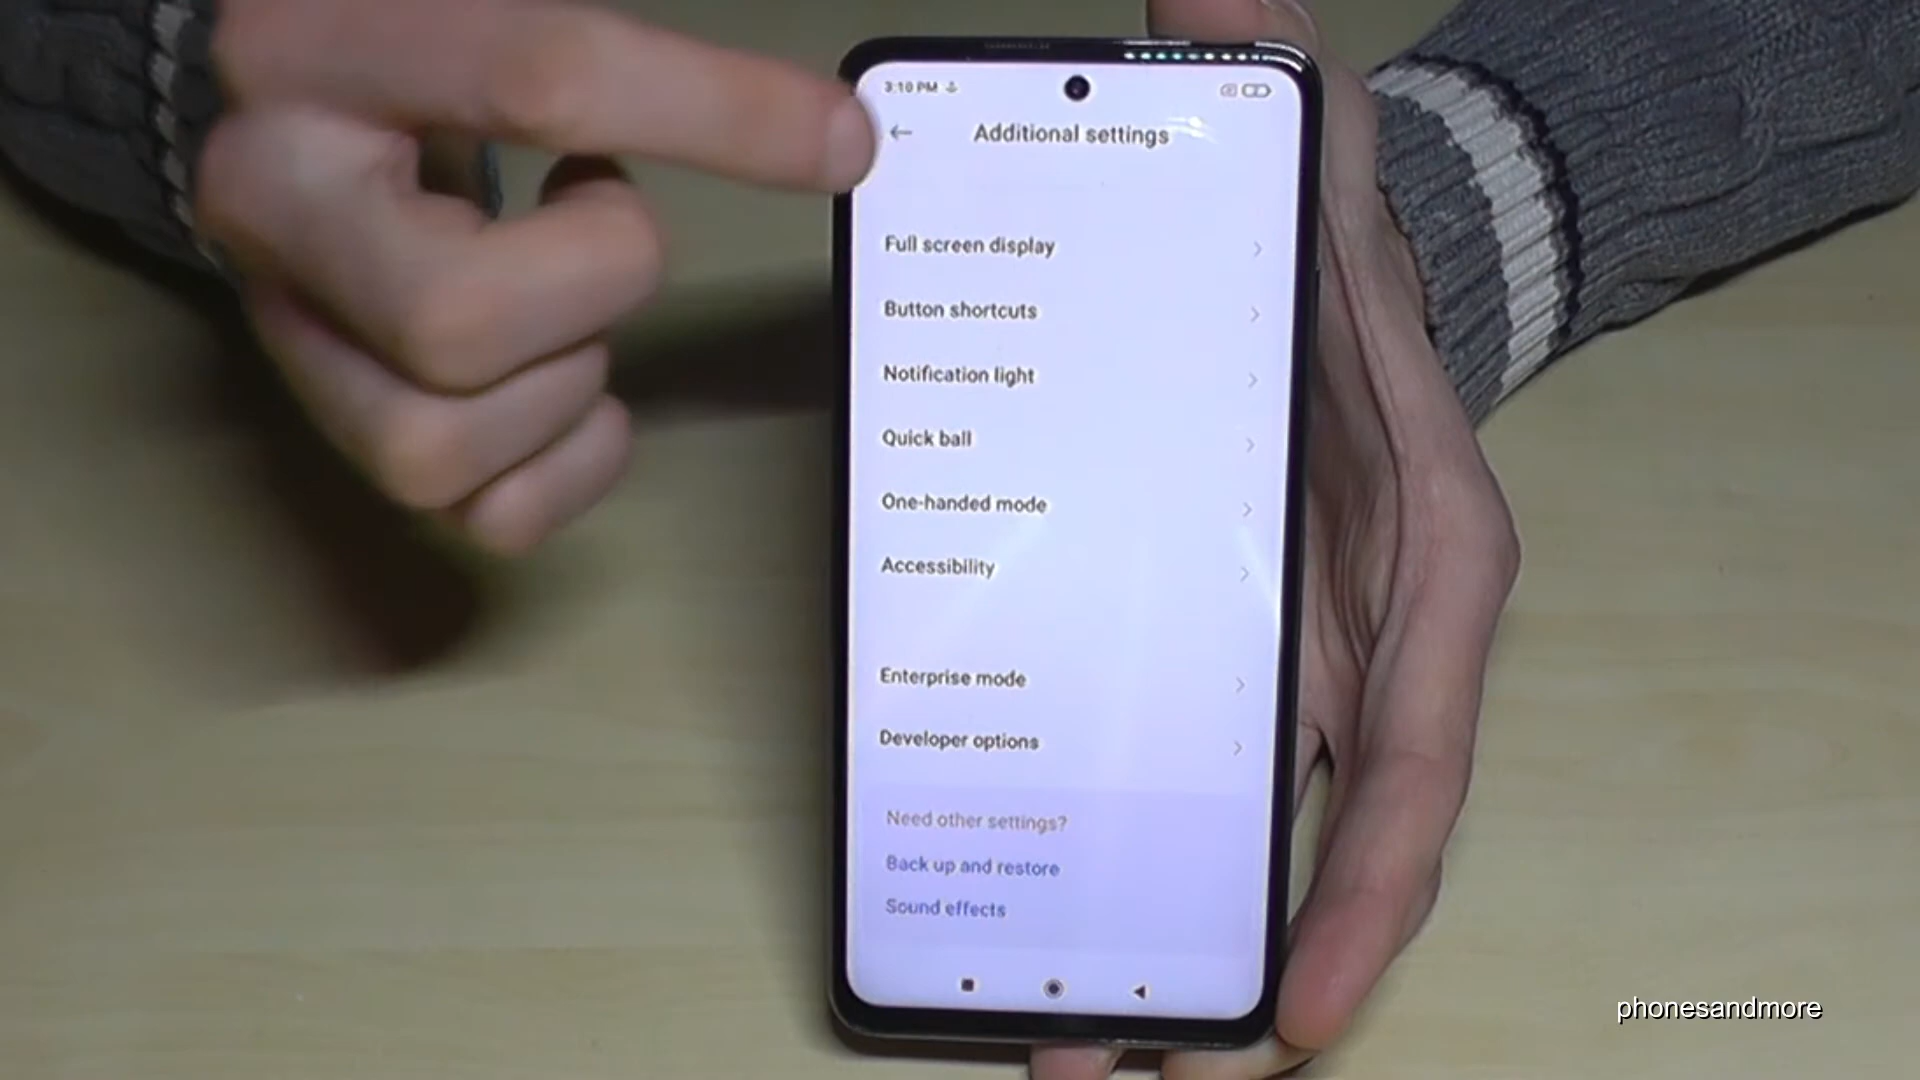 3:10 PM
Additional settings
Full screen display
Button shortcuts
Notification light
Quick ball
One-handed mode
Accessibility
Enterprise mode
Developer options
Need other settings?
Back up and restore
Sound effects
phonesandmore